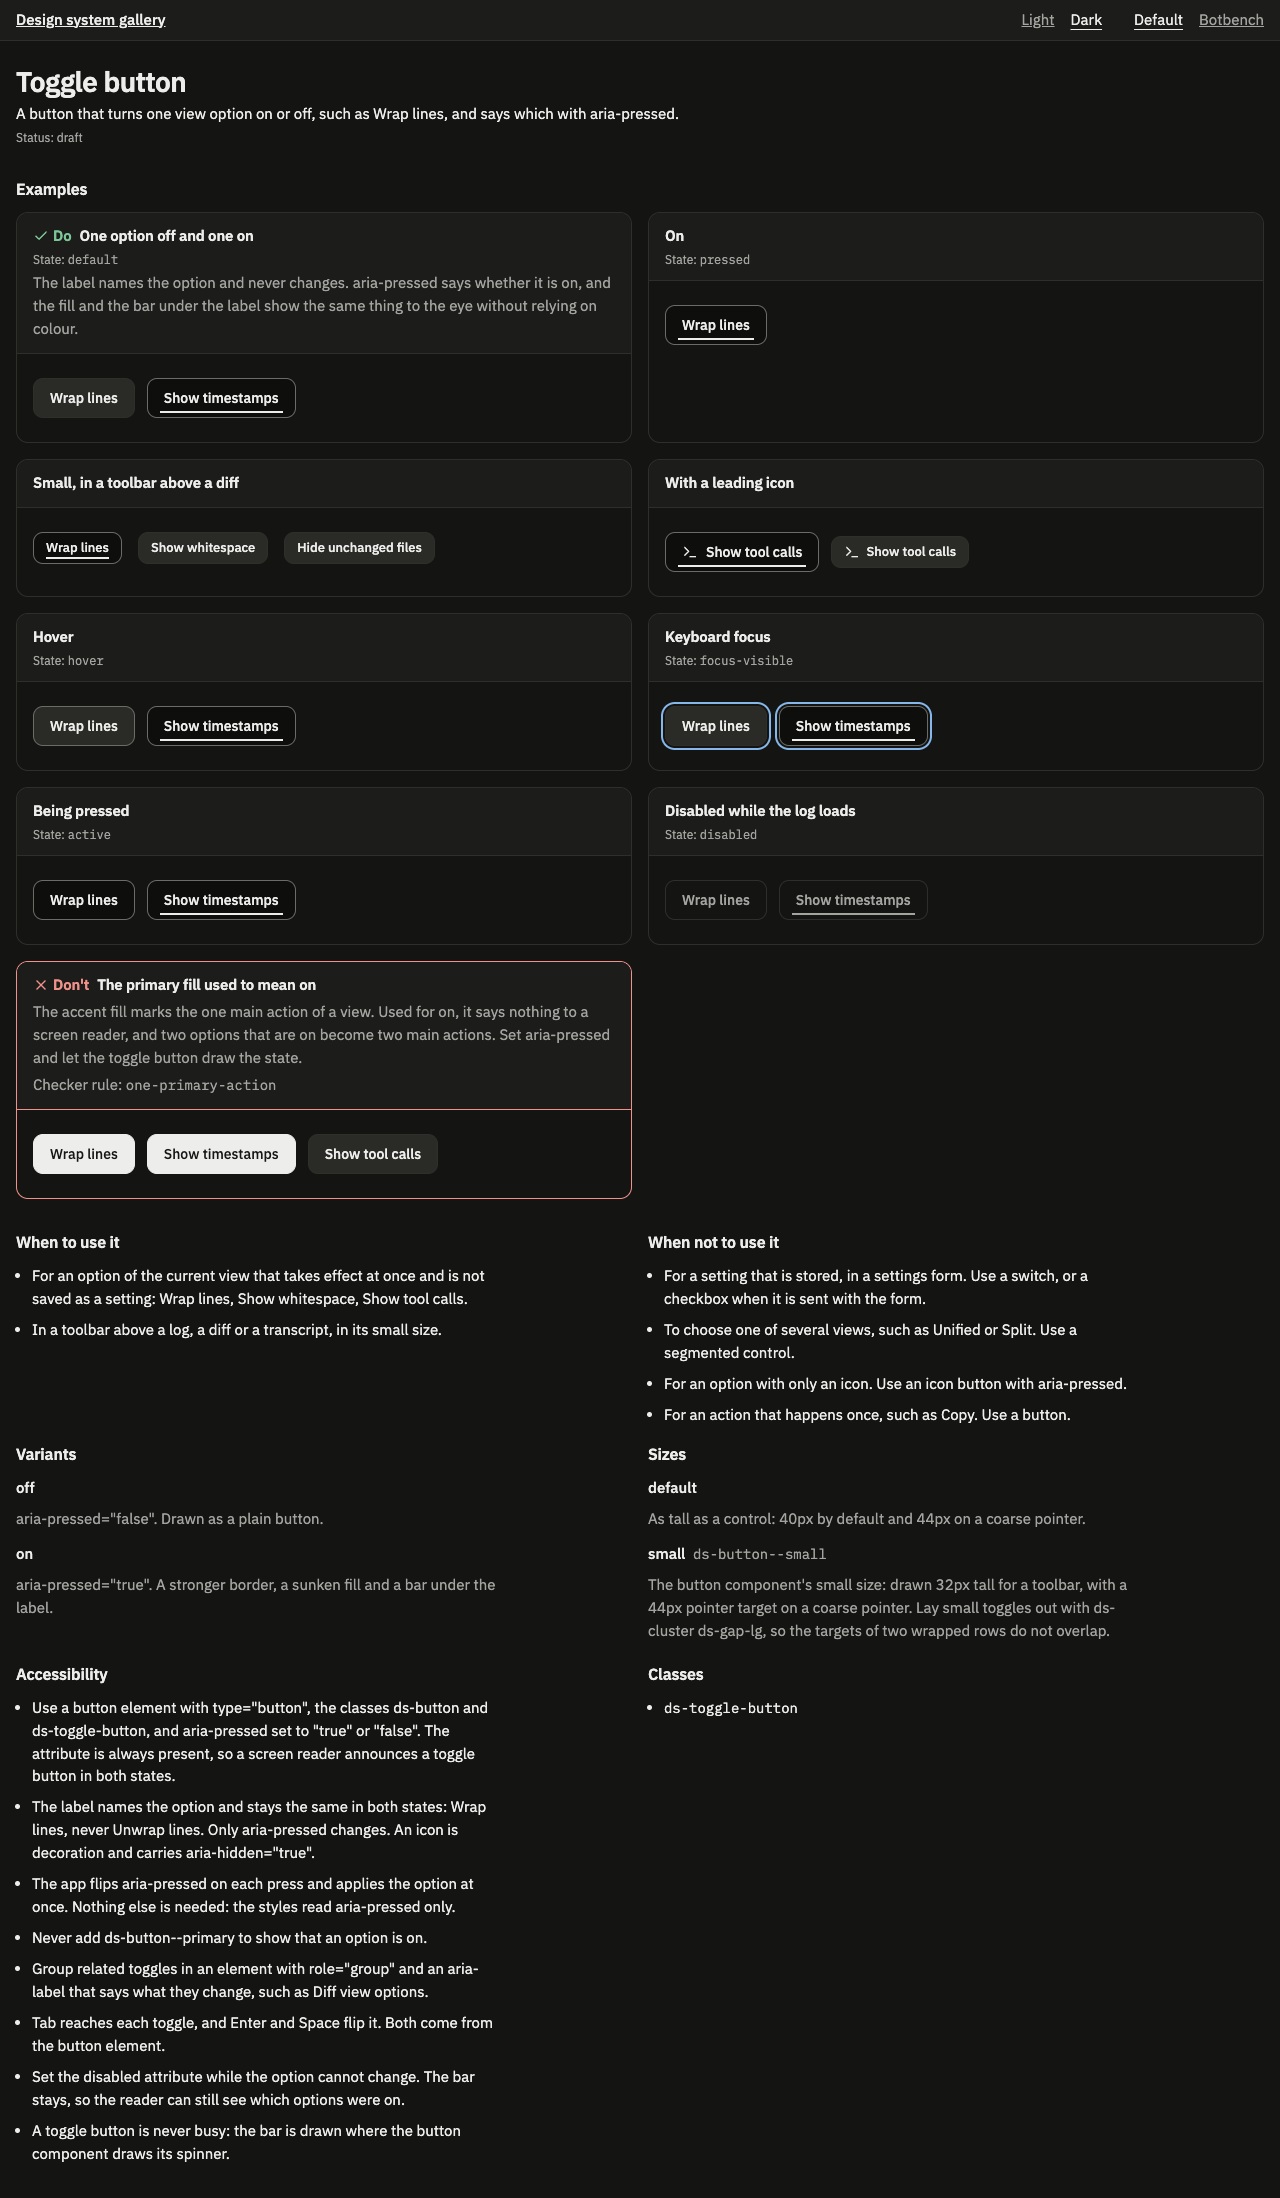 Design system gallery
Light Dark Default Botbench
Toggle button
A button that turns one view option on or off, such as Wrap lines, and says which with aria-pressed.
Status: draft
Examples
Do One option off and one on
State: default
The label names the option and never changes. aria-pressed says whether it is on, and
the fill and the bar under the label show the same thing to the eye without relying on
colour.
Wrap lines Show timestamps
On
State: pressed
Wrap lines
Small, in a toolbar above a diff
Wrap lines Show whitespace Hide unchanged files
With a leading icon
Show tool calls Show tool calls
Hover
State: hover
Wrap lines Show timestamps
Keyboard focus
State: focus-visible
Wrap lines Show timestamps
Being pressed
State: active
Wrap lines Show timestamps
Disabled while the log loads
State: disabled
Wrap lines Show timestamps
Don't The primary fill used to mean on
The accent fill marks the one main action of a view. Used for on, it says nothing to a
screen reader, and two options that are on become two main actions. Set aria-pressed
and let the toggle button draw the state.
Checker rule: one-primary-action
Wrap lines Show timestamps Show tool calls
When to use it
• For an option of the current view that takes effect at once and is not
saved as a setting: Wrap lines, Show whitespace, Show tool calls.
• In a toolbar above a log, a diff or a transcript, in its small size.
When not to use it
• For a setting that is stored, in a settings form. Use a switch, or a
checkbox when it is sent with the form.
• To choose one of several views, such as Unified or Split. Use a
segmented control.
• For an option with only an icon. Use an icon button with aria-pressed.
• For an action that happens once, such as Copy. Use a button.
Variants
off
aria-pressed="false". Drawn as a plain button.
on
aria-pressed="true". A stronger border, a sunken fill and a bar under the
label.
Sizes
default
As tall as a control: 40px by default and 44px on a coarse pointer.
small ds-button--small
The button component's small size: drawn 32px tall for a toolbar, with a
44px pointer target on a coarse pointer. Lay small toggles out with ds-
cluster ds-gap-lg, so the targets of two wrapped rows do not overlap.
Accessibility
• Use a button element with type="button", the classes ds-button and
ds-toggle-button, and aria-pressed set to "true" or "false". The
attribute is always present, so a screen reader announces a toggle
button in both states.
• The label names the option and stays the same in both states: Wrap
lines, never Unwrap lines. Only aria-pressed changes. An icon is
decoration and carries aria-hidden="true".
• The app flips aria-pressed on each press and applies the option at
once. Nothing else is needed: the styles read aria-pressed only.
• Never add ds-button--primary to show that an option is on.
• Group related toggles in an element with role="group" and an aria-
label that says what they change, such as Diff view options.
• Tab reaches each toggle, and Enter and Space flip it. Both come from
the button element.
• Set the disabled attribute while the option cannot change. The bar
stays, so the reader can still see which options were on.
• A toggle button is never busy: the bar is drawn where the button
component draws its spinner.
Classes
• ds-toggle-button